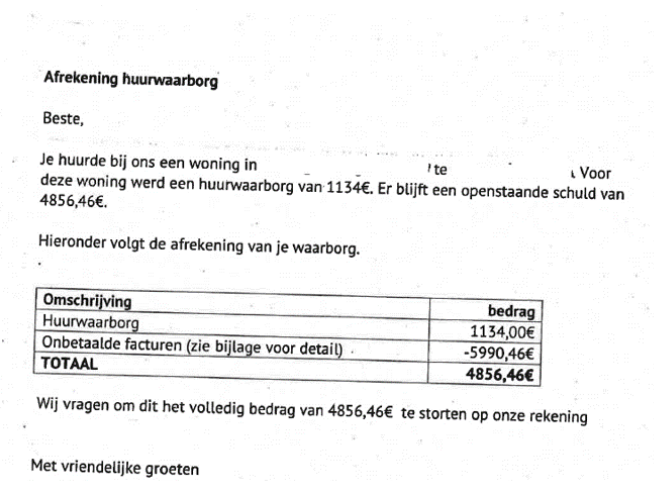 Afrekening huurwaarborg
Beste,
Je huurde bij ons een woning in te Voor
deze woning werd een huurwaarborg van 1134€. Er blijft een openstaande schuld van
4856,46€.
Hieronder volgt de afrekening van je waarborg.
Omschrijving bedrag
Huurwaarborg 1134,00€
Onbetaalde facturen (zie bijlage voor detail) -5990,46€
TOTAAL 4856,46€
Wij vragen om dit het volledig bedrag van 4856,46€ te storten op onze rekening
Met vriendelijke groeten